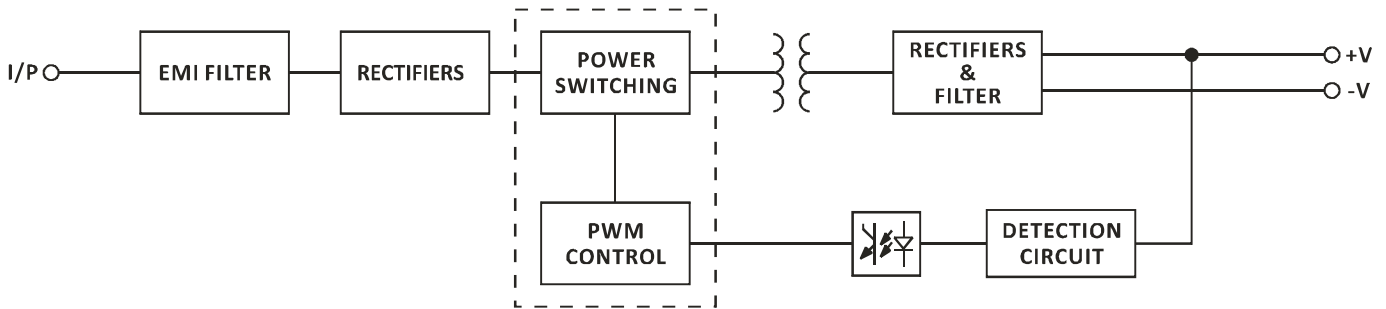 I/P
EMI FILTER
RECTIFIERS
POWER
SWITCHING
RECTIFIERS
&
FILTER
+V
-V
PWM
CONTROL
DETECTION
CIRCUIT